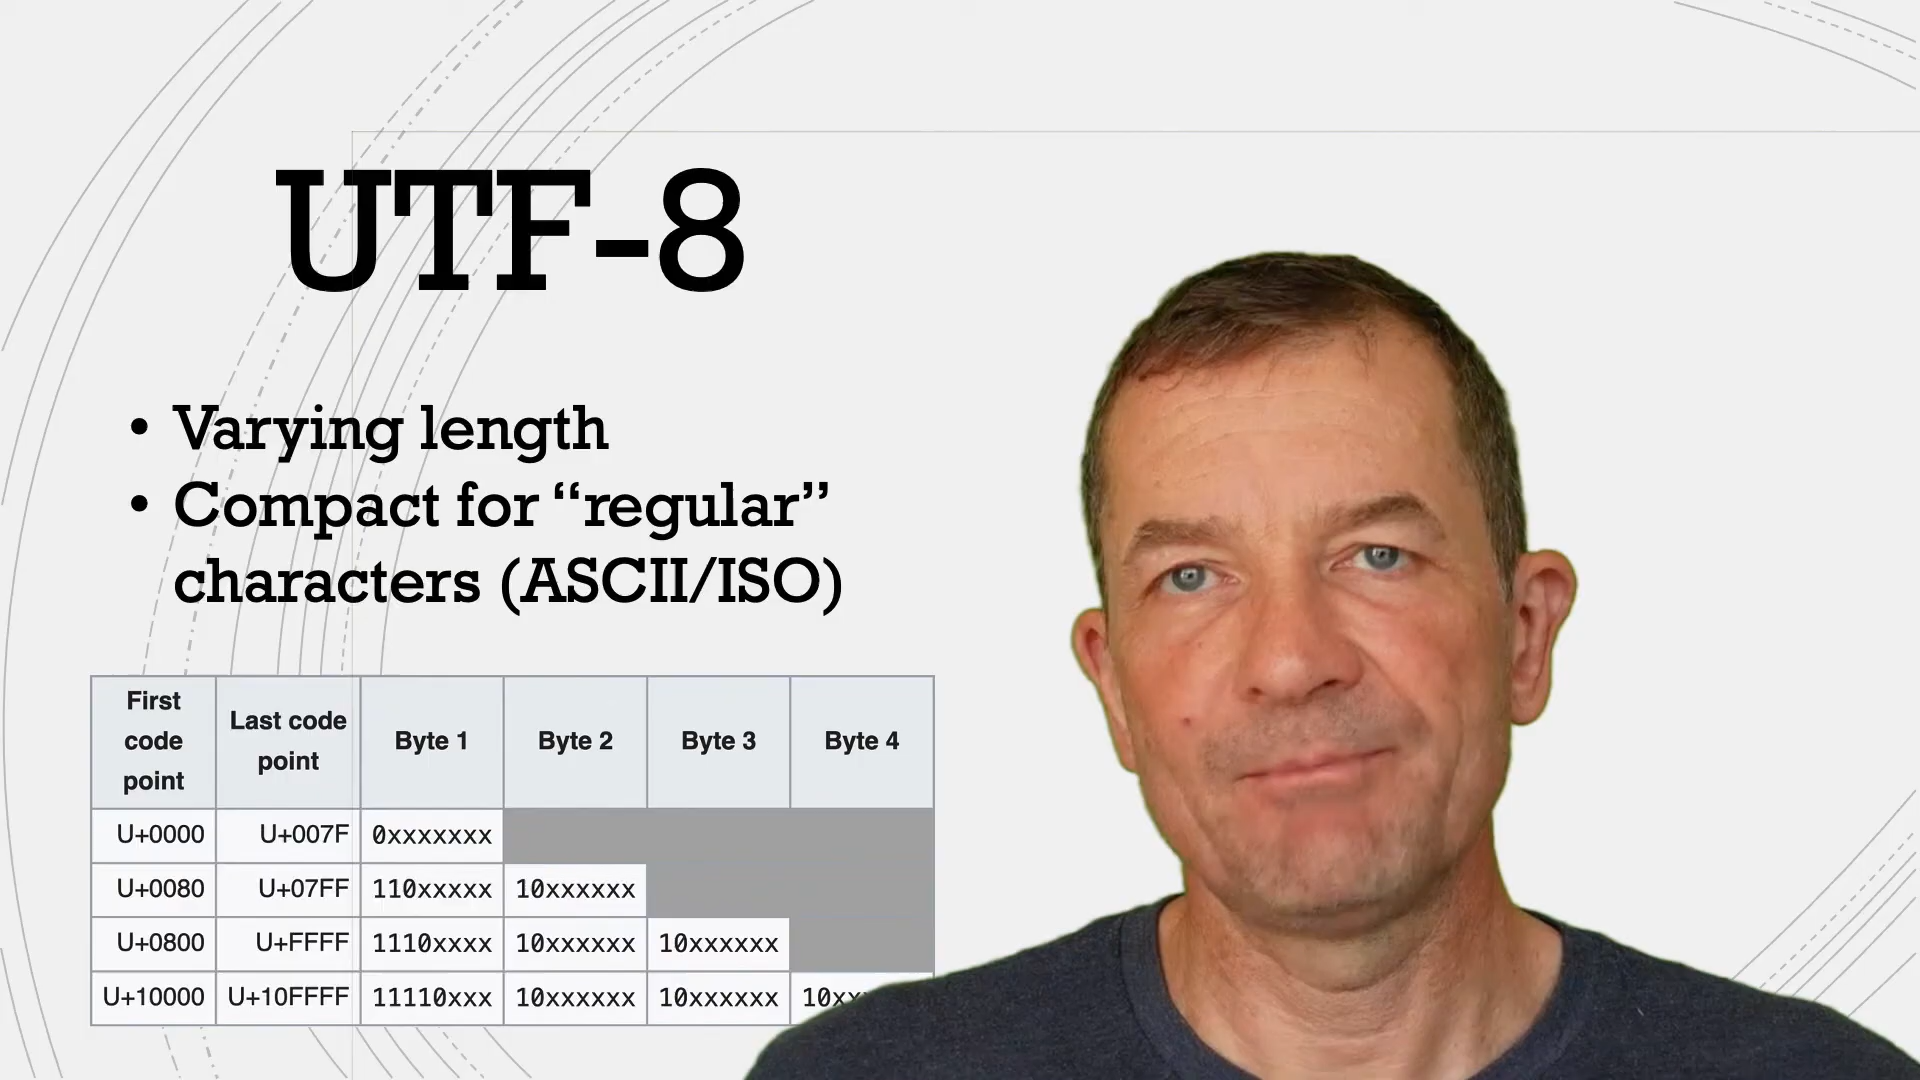 UTF-8
• Varying length
• Compact for “regular”
characters (ASCII/ISO)
First code point | Last code point | Byte 1 | Byte 2 | Byte 3 | Byte 4
U+0000 | U+007F | 0xxxxxxx
U+0080 | U+07FF | 110xxxxx | 10xxxxxx
U+0800 | U+FFFF | 1110xxxx | 10xxxxxx | 10xxxxxx
U+10000 | U+10FFFF | 11110xxx | 10xxxxxx | 10xxxxxx